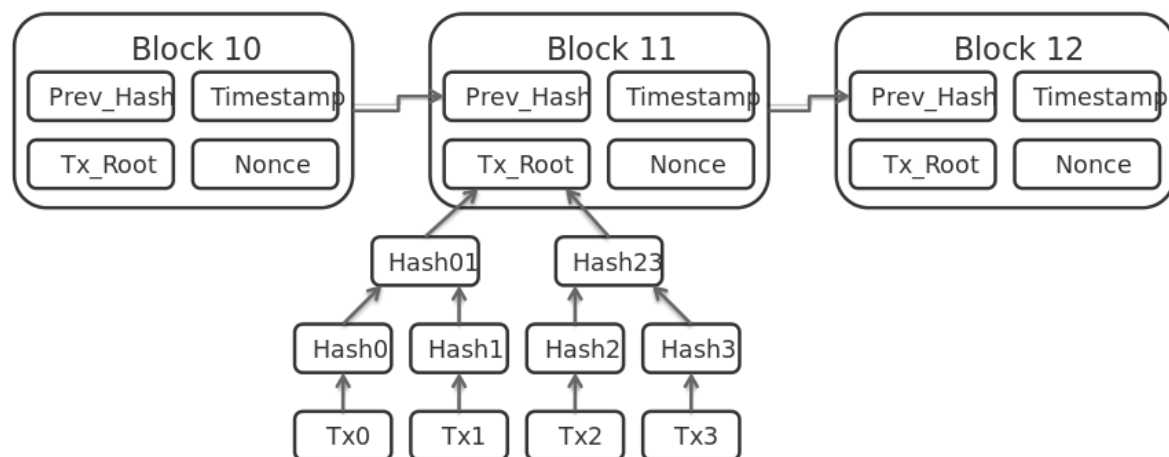 Block 10
Block 11
Block 12
Prev_Hash
Timestamp
Prev_Hash
Timestamp
Prev_Hash
Timestamp
Tx_Root
Nonce
Tx_Root
Nonce
Tx_Root
Nonce
Hash01
Hash23
Hash0
Hash1
Hash2
Hash3
Tx0
Tx1
Tx2
Tx3